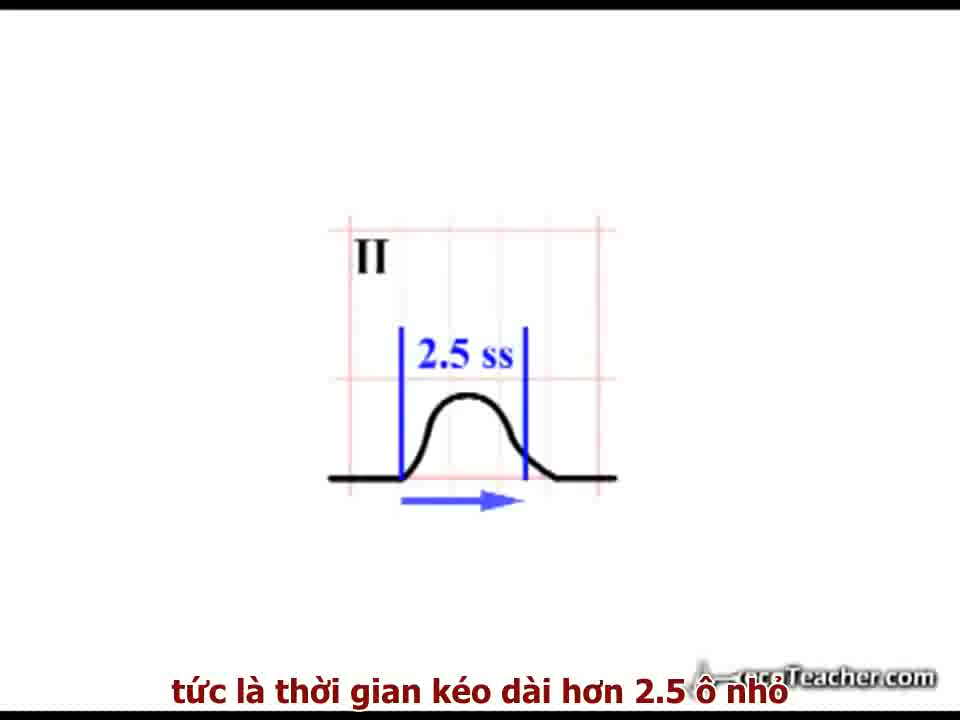 II
2.5 ss
tức là thời gian kéo dài hơn 2.5 ô nhỏ